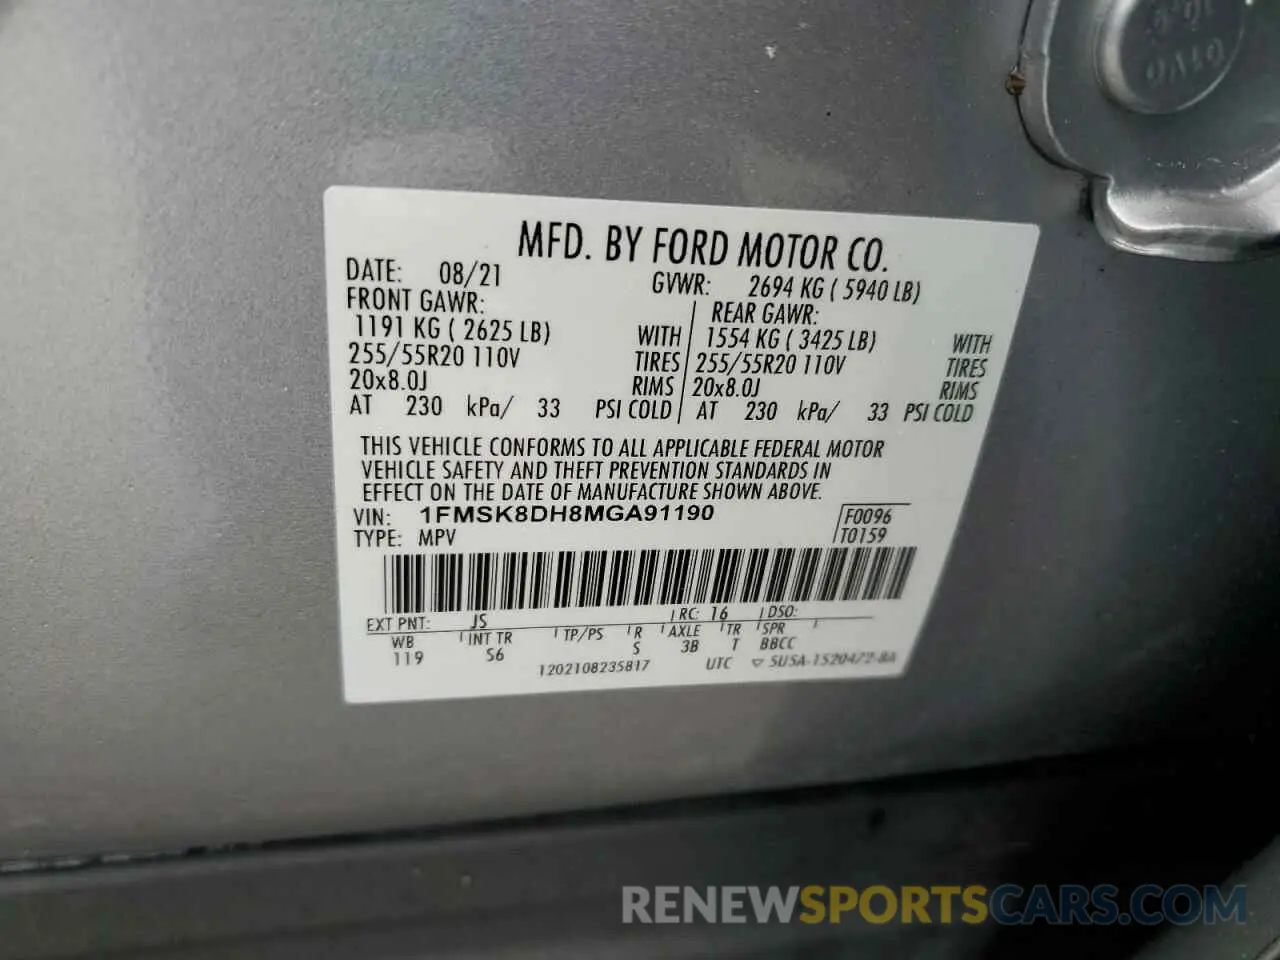 MFD. BY FORD MOTOR CO.
DATE: 08/21 GVWR: 2694 KG ( 5940 LB)
FRONT GAWR: REAR GAWR:
1191 KG ( 2625 LB) WITH 1554 KG ( 3425 LB) WITH
255/55R20 110V TIRES 255/55R20 110V TIRES
20x8.0J RIMS 20x8.0J RIMS
AT 230 kPa/ 33 PSI COLD AT 230 kPa/ 33 PSI COLD
THIS VEHICLE CONFORMS TO ALL APPLICABLE FEDERAL MOTOR
VEHICLE SAFETY AND THEFT PREVENTION STANDARDS IN
EFFECT ON THE DATE OF MANUFACTURE SHOWN ABOVE.
VIN: 1FMSK8DH8MGA91190 F0096
TYPE: MPV T0159
EXT PNT: JS RC: 16 DSO:
WB INT TR TP/PS R AXLE TR SPR
119 S6 S 3B T BBCC
1202108235817 UTC ▽ SU5A-1520472-BA
RENEWSPORTSCARS.COM